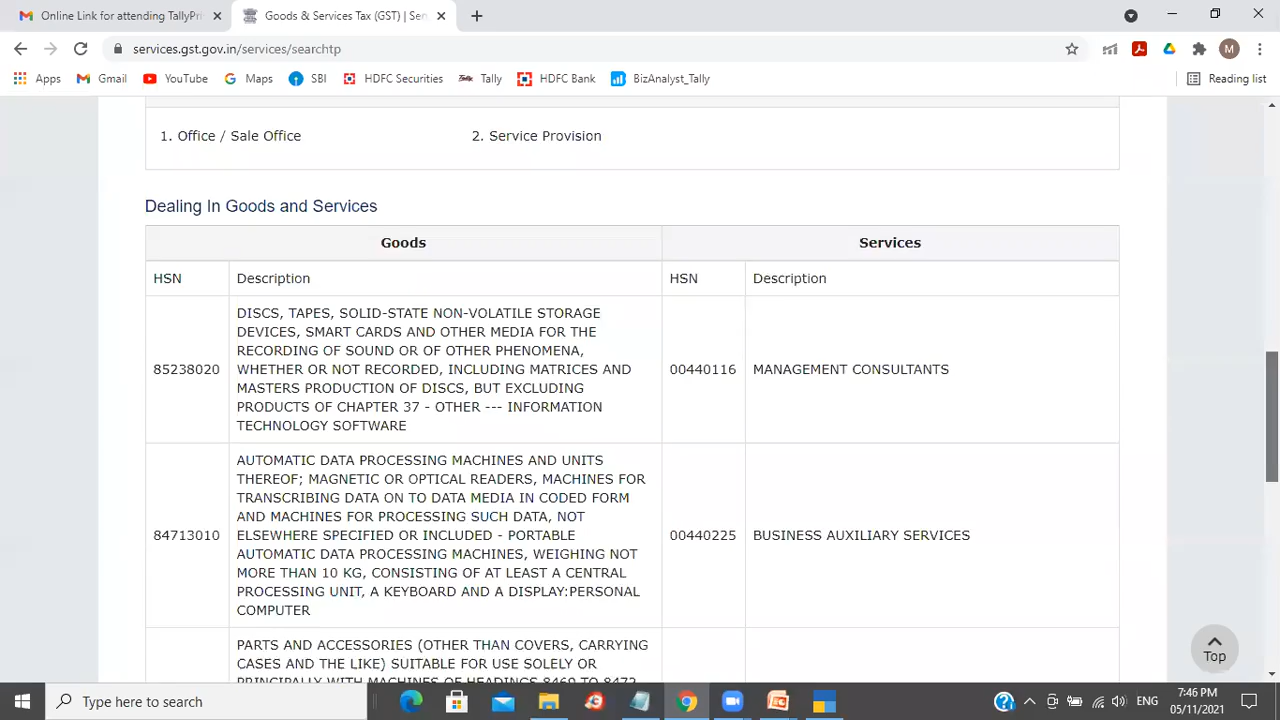 Online Link for attending TallyPri
Goods & Services Tax (GST) | Ser
services.gst.gov.in/services/searchtp
M
Apps
Gmail
YouTube
Maps
SBI
HDFC Securities
Tally
HDFC Bank
BizAnalyst_Tally
Reading list
1. Office / Sale Office
2. Service Provision
Dealing In Goods and Services
Goods
Services
HSN
Description
HSN
Description
85238020
DISCS, TAPES, SOLID-STATE NON-VOLATILE STORAGE
DEVICES, SMART CARDS AND OTHER MEDIA FOR THE
RECORDING OF SOUND OR OF OTHER PHENOMENA,
WHETHER OR NOT RECORDED, INCLUDING MATRICES AND
MASTERS PRODUCTION OF DISCS, BUT EXCLUDING
PRODUCTS OF CHAPTER 37 - OTHER --- INFORMATION
TECHNOLOGY SOFTWARE
00440116
MANAGEMENT CONSULTANTS
84713010
AUTOMATIC DATA PROCESSING MACHINES AND UNITS
THEREOF; MAGNETIC OR OPTICAL READERS, MACHINES FOR
TRANSCRIBING DATA ON TO DATA MEDIA IN CODED FORM
AND MACHINES FOR PROCESSING SUCH DATA, NOT
ELSEWHERE SPECIFIED OR INCLUDED - PORTABLE
AUTOMATIC DATA PROCESSING MACHINES, WEIGHING NOT
MORE THAN 10 KG, CONSISTING OF AT LEAST A CENTRAL
PROCESSING UNIT, A KEYBOARD AND A DISPLAY:PERSONAL
COMPUTER
00440225
BUSINESS AUXILIARY SERVICES
PARTS AND ACCESSORIES (OTHER THAN COVERS, CARRYING
CASES AND THE LIKE) SUITABLE FOR USE SOLELY OR
PRINCIPALLY WITH MACHINES OF HEADINGS 8469 TO 8472
Top
Type here to search
ENG
7:46 PM
05/11/2021